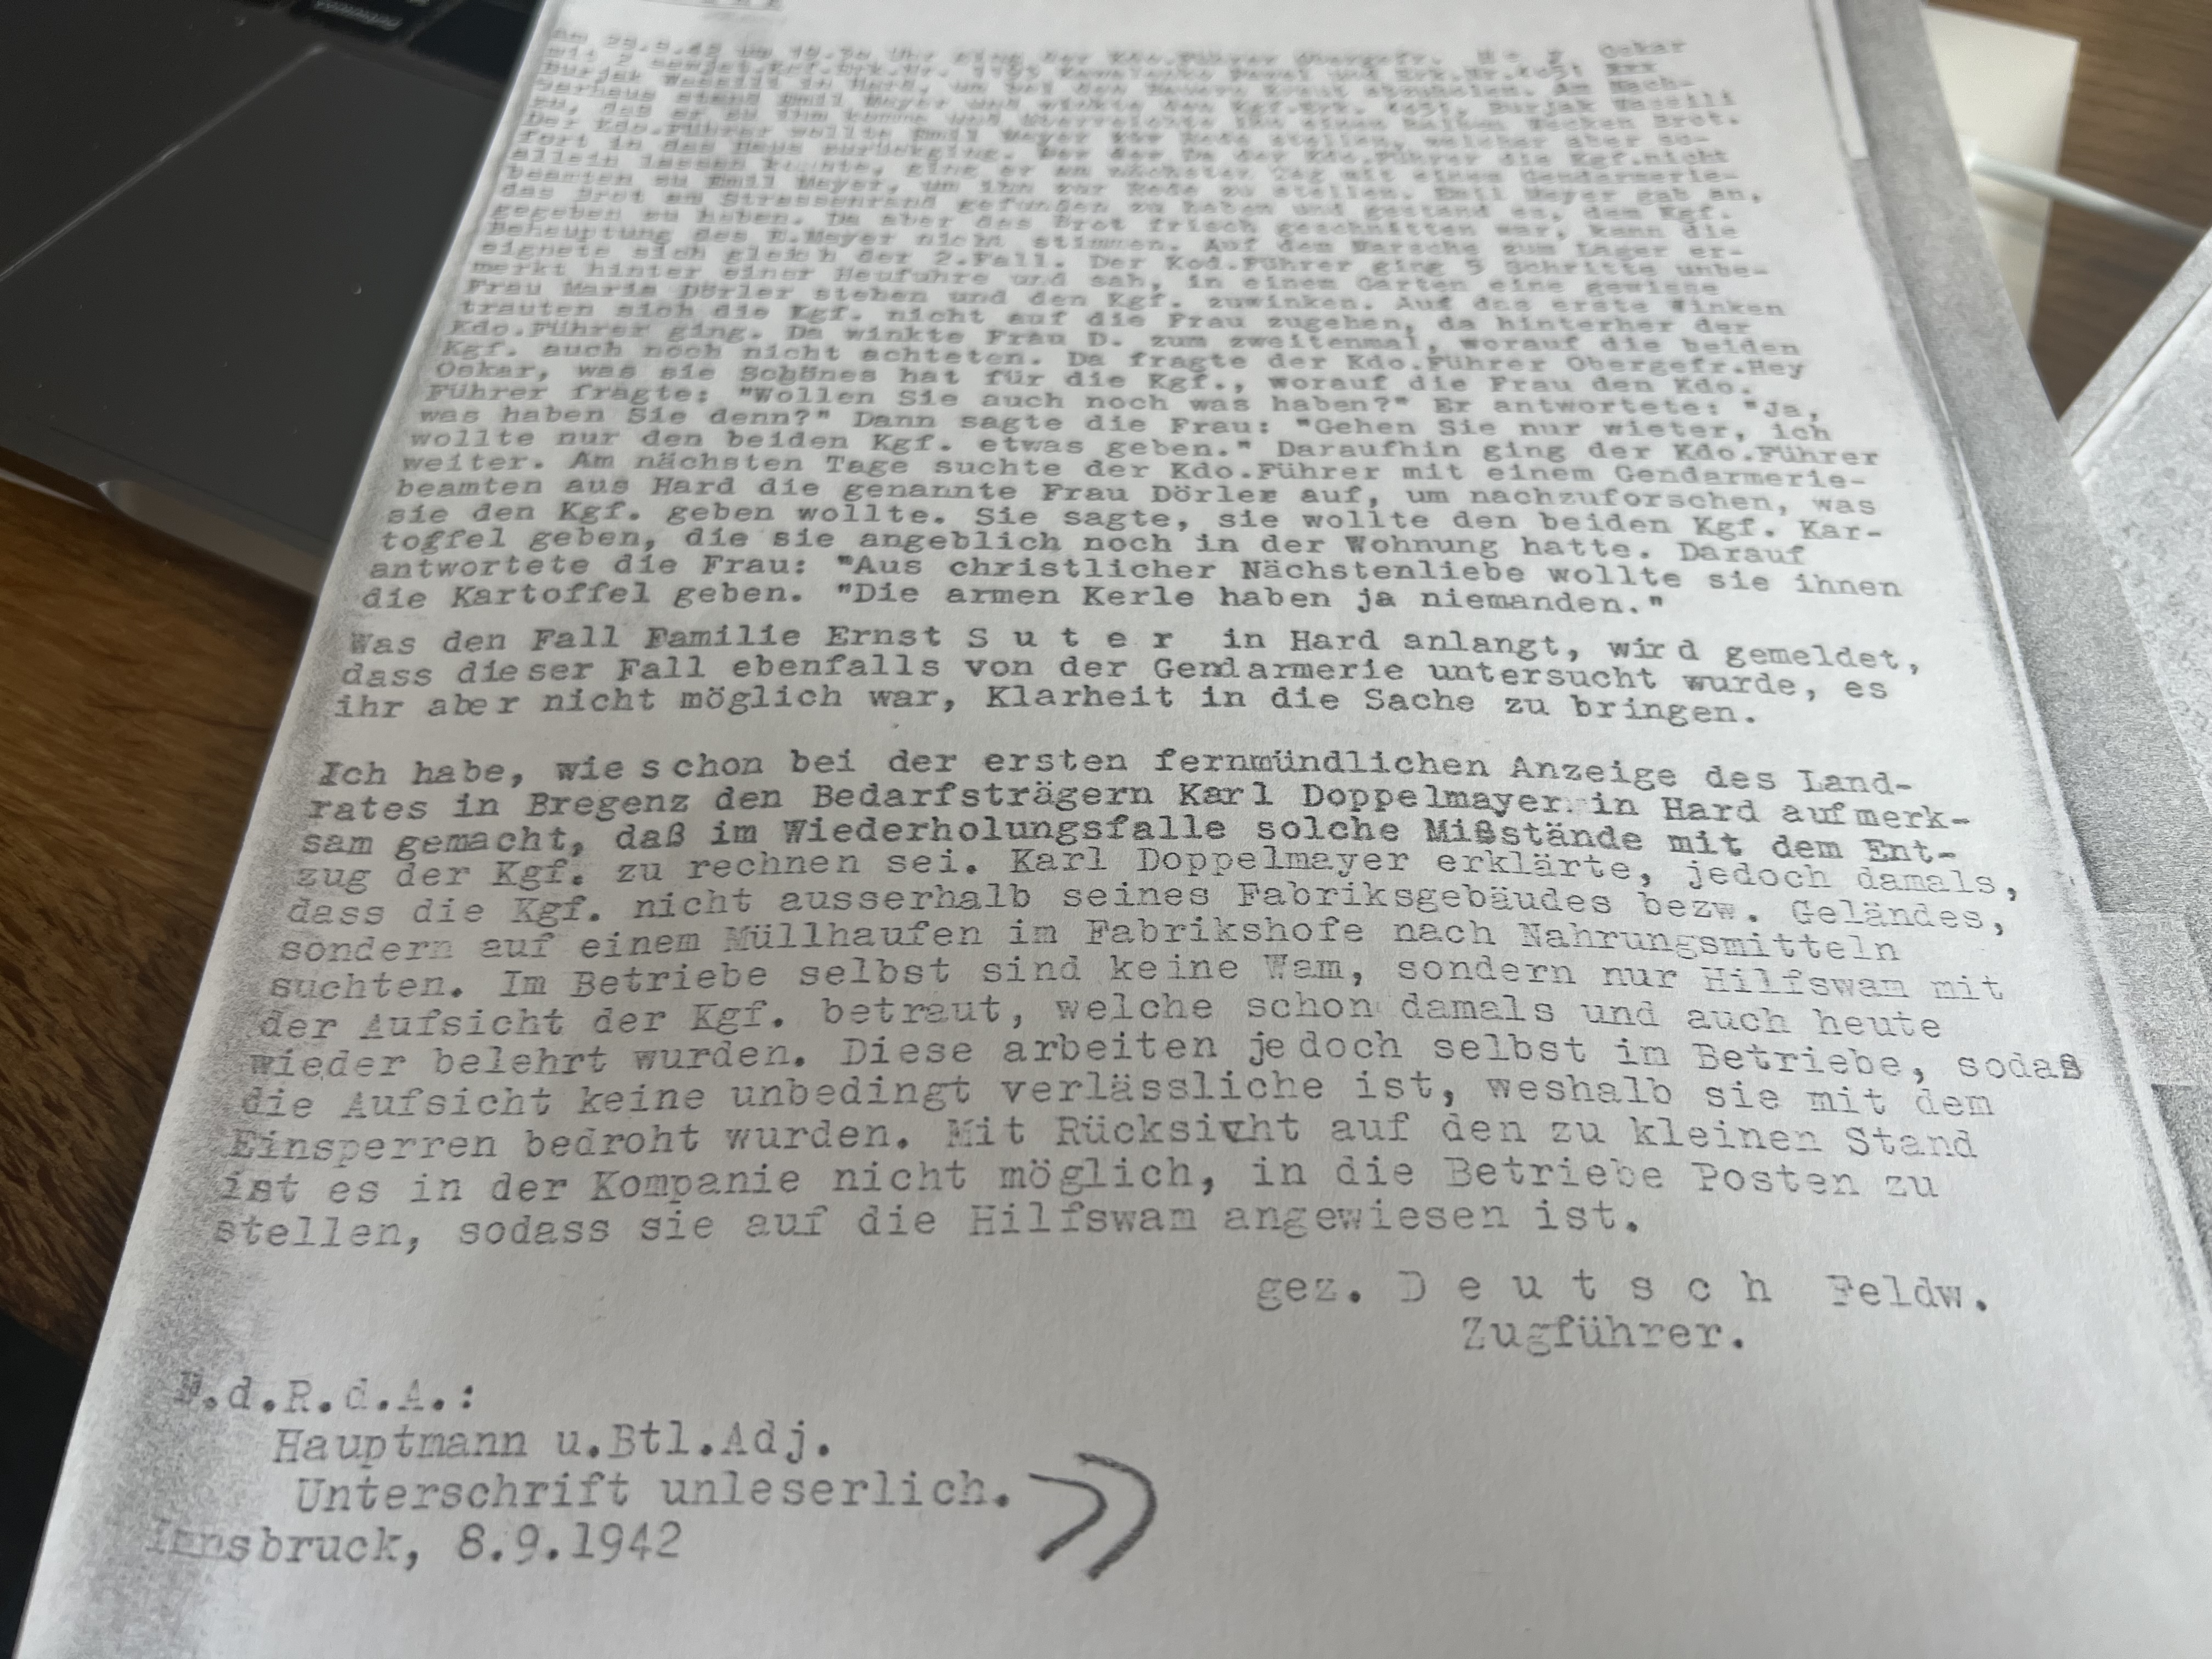 Oskar
mit 2 sowjet.Kgf.Erk.Nr. Pawel und Erk.Nr.
Burjak Wassili in Hard, um bei den abzuholen. Am Nach-
stand Emil Meyer und winkte den Kgf.Erk. Burjak Wassili
zu, daß er zu ihm komme und überreichte ihm einen halben Wecken Brot.
Der Kdo.Führer wollte Emil Meyer zur Rede stellen, welcher aber so-
fort in das Haus zurückging. Da der Kdo.Führer die Kgf.nicht
allein lassen konnte, ging er am nächsten Tag mit einem Gendarmerie-
beamten zu Emil Meyer, um ihn zur Rede zu stellen. Emil Meyer gab an,
das Brot am Strassenrand gefunden zu haben und gestand es, dem Kgf.
gegeben zu haben. Da aber das Brot frisch geschnitten war, kann die
Behauptung des E.Meyer nicht stimmen. Auf dem Marsche zum Lager er-
eignete sich gleich der 2.Fall. Der Kod.Führer ging 5 Schritte unbe-
merkt hinter einer Heufuhre und sah, in einem Garten eine gewisse
Frau Maria Dörler stehen und den Kgf. zuwinken. Auf das erste Winken
trauten sich die Kgf. nicht auf die Frau zugehen, da hinterher der
Kdo.Führer ging. Da winkte Frau D. zum zweitenmal, worauf die beiden
Kgf. auch noch nicht achteten. Da fragte der Kdo.Führer Obergefr.Hey
Oskar, was sie Schönes hat für die Kgf., worauf die Frau den Kdo.
Führer fragte: "Wollen Sie auch noch was haben?" Er antwortete: "Ja,
was haben Sie denn?" Dann sagte die Frau: "Gehen Sie nur wieter, ich
wollte nur den beiden Kgf. etwas geben." Daraufhin ging der Kdo.Führer
weiter. Am nächsten Tage suchte der Kdo.Führer mit einem Gendarmerie-
beamten aus Hard die genannte Frau Dörler auf, um nachzuforschen, was
sie den Kgf. geben wollte. Sie sagte, sie wollte den beiden Kgf. Kar-
toffel geben, die sie angeblich noch in der Wohnung hatte. Darauf
antwortete die Frau: "Aus christlicher Nächstenliebe wollte sie ihnen
die Kartoffel geben. "Die armen Kerle haben ja niemanden."
Was den Fall Familie Ernst S u t e r in Hard anlangt, wird gemeldet,
dass dieser Fall ebenfalls von der Gendarmerie untersucht wurde, es
ihr aber nicht möglich war, Klarheit in die Sache zu bringen.
Ich habe, wie schon bei der ersten fernmündlichen Anzeige des Land-
rates in Bregenz den Bedarfsträgern Karl Doppelmayer in Hard aufmerk-
sam gemacht, daß im Wiederholungsfalle solche Mißstände mit dem Ent-
zug der Kgf. zu rechnen sei. Karl Doppelmayer erklärte, jedoch damals,
dass die Kgf. nicht ausserhalb seines Fabriksgebäudes bezw. Geländes,
sondern auf einem Müllhaufen im Fabrikshofe nach Nahrungsmitteln
suchten. Im Betriebe selbst sind keine Wam, sondern nur Hilfswam mit
der Aufsicht der Kgf. betraut, welche schon damals und auch heute
wieder belehrt wurden. Diese arbeiten jedoch selbst im Betriebe, sodas
die Aufsicht keine unbedingt verlässliche ist, weshalb sie mit dem
Einsperren bedroht wurden. Mit Rücksivht auf den zu kleinen Stand
ist es in der Kompanie nicht möglich, in die Betriebe Posten zu
stellen, sodass sie auf die Hilfswam angewiesen ist.
gez. D e u t s c h Feldw.
Zugführer.
F.d.R.d.A.:
Hauptmann u.Btl.Adj.
Unterschrift unleserlich.
Innsbruck, 8.9.1942